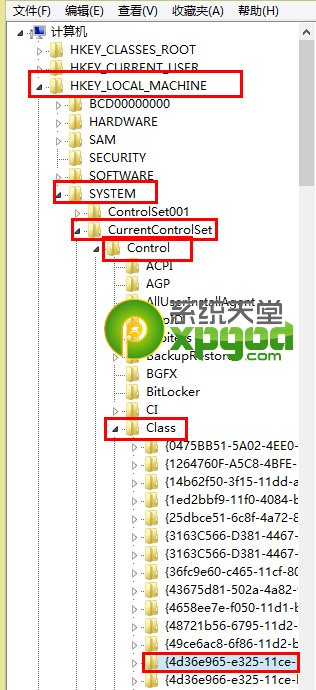 文件(F) 编辑(E) 查看(V) 收藏夹(A) 帮助(H)
计算机
HKEY_CLASSES_ROOT
HKEY_CURRENT_USER
HKEY_LOCAL_MACHINE
BCD00000000
HARDWARE
SAM
SECURITY
SOFTWARE
SYSTEM
ControlSet001
CurrentControlSet
Control
ACPI
AGP
AllUserInstallAgent
系统天堂
xpgod
BackupRestore
BGFX
BitLocker
CI
Class
{0475BB51-5A02-4EE0-
{1264760F-A5C8-4BFE-
{14b62f50-3f15-11dd-a
{1ed2bbf9-11f0-4084-b
{25dbce51-6c8f-4a72-8
{3163C566-D381-4467-
{3163C566-D381-4467-
{36fc9e60-c465-11cf-80
{43675d81-502a-4a82-
{4658ee7e-f050-11d1-b
{48721b56-6795-11d2-
{49ce6ac8-6f86-11d2-b
{4d36e965-e325-11ce-
{4d36e966-e325-11ce-